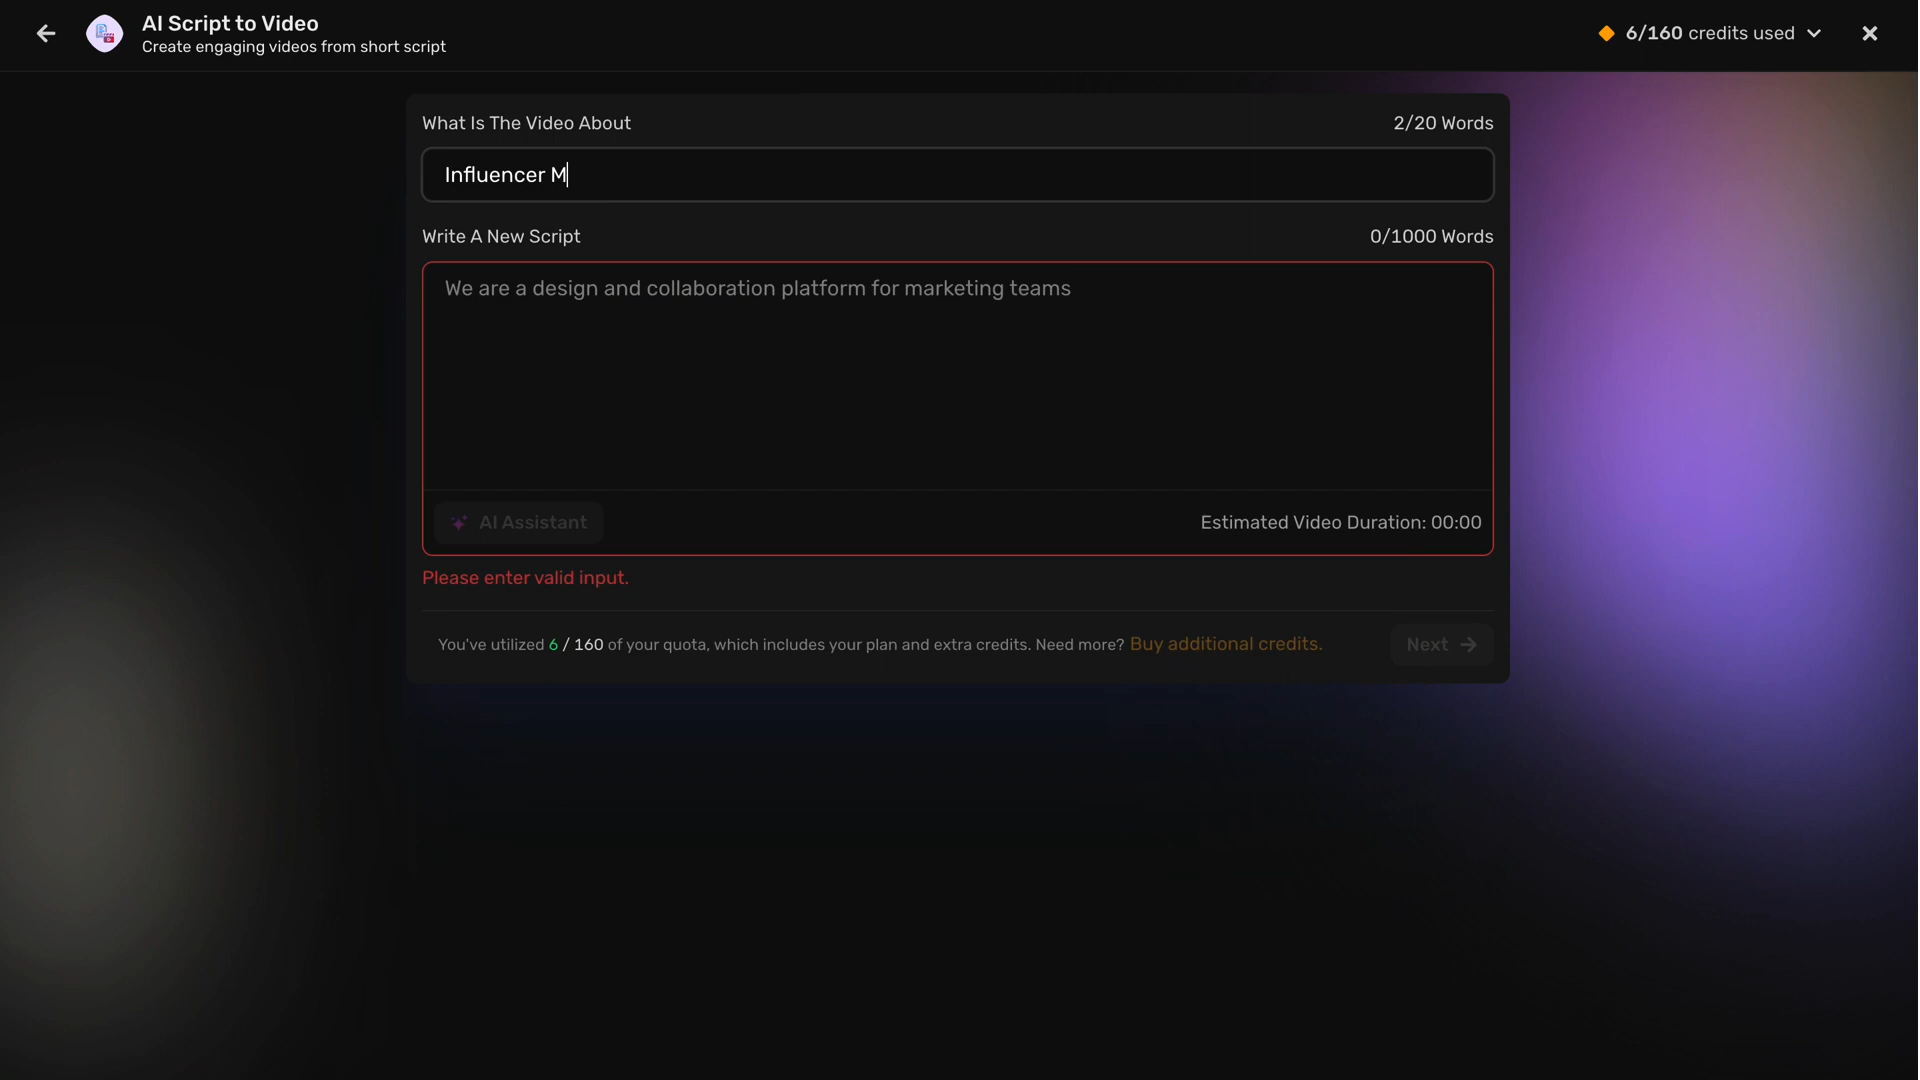 AI Script to Video
Create engaging videos from short script
6/160 credits used
What Is The Video About
2/20 Words
Influencer M
Write A New Script
0/1000 Words
We are a design and collaboration platform for marketing teams
AI Assistant
Estimated Video Duration: 00:00
Please enter valid input.
You've utilized 6 / 160 of your quota, which includes your plan and extra credits. Need more? Buy additional credits.
Next